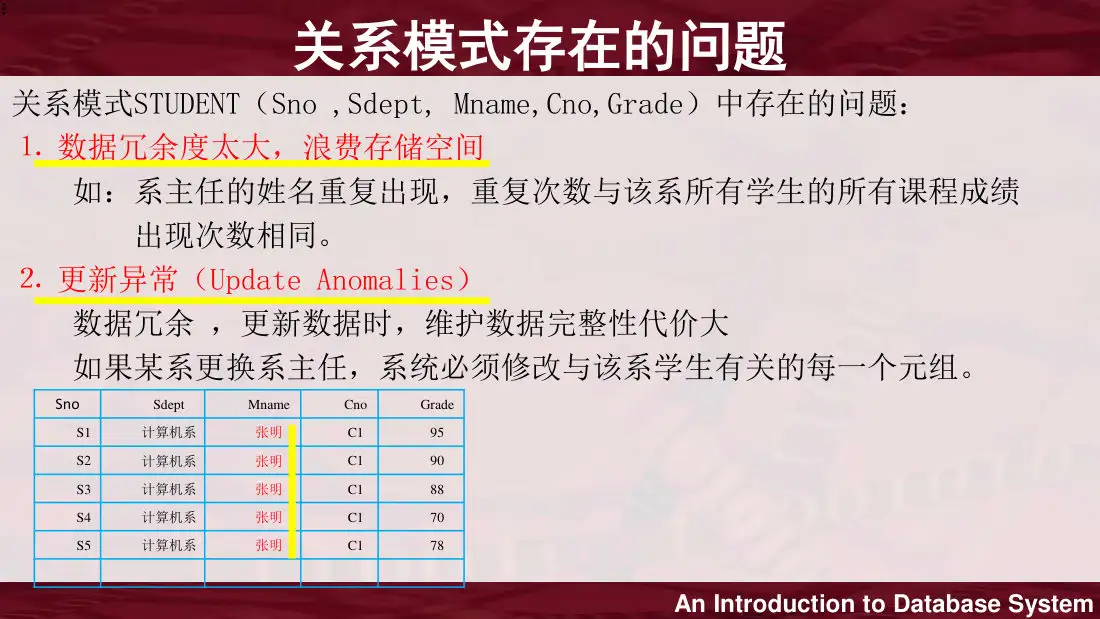 关系模式存在的问题
关系模式STUDENT（Sno ,Sdept, Mname,Cno,Grade）中存在的问题：
1. 数据冗余度太大，浪费存储空间
如：系主任的姓名重复出现，重复次数与该系所有学生的所有课程成绩
出现次数相同。
2. 更新异常（Update Anomalies）
数据冗余 ，更新数据时，维护数据完整性代价大
如果某系更换系主任，系统必须修改与该系学生有关的每一个元组。
Sno Sdept Mname Cno Grade
S1 计算机系 张明 C1 95
S2 计算机系 张明 C1 90
S3 计算机系 张明 C1 88
S4 计算机系 张明 C1 70
S5 计算机系 张明 C1 78
An Introduction to Database System